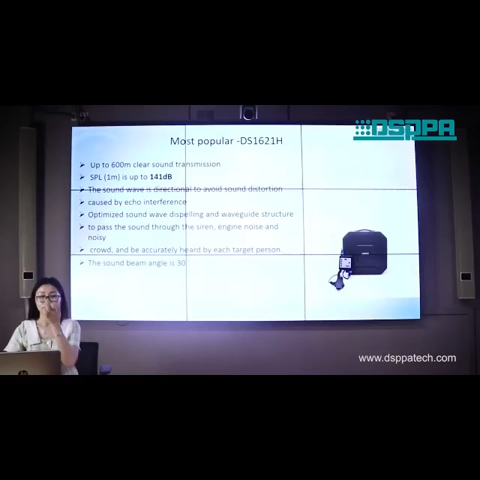 DSPPA
Most popular -DS1621H
➢ Up to 600m clear sound transmission
➢ SPL (1m) is up to 141dB
➢ The sound wave is directional to avoid sound distortion
➢ caused by echo interference
➢ Optimized sound wave dispelling and waveguide structure
➢ to pass the sound through the siren, engine noise and
noisy
➢ crowd, and be accurately heard by each target person.
➢ The sound beam angle is 30
www.dsppatech.com
hp